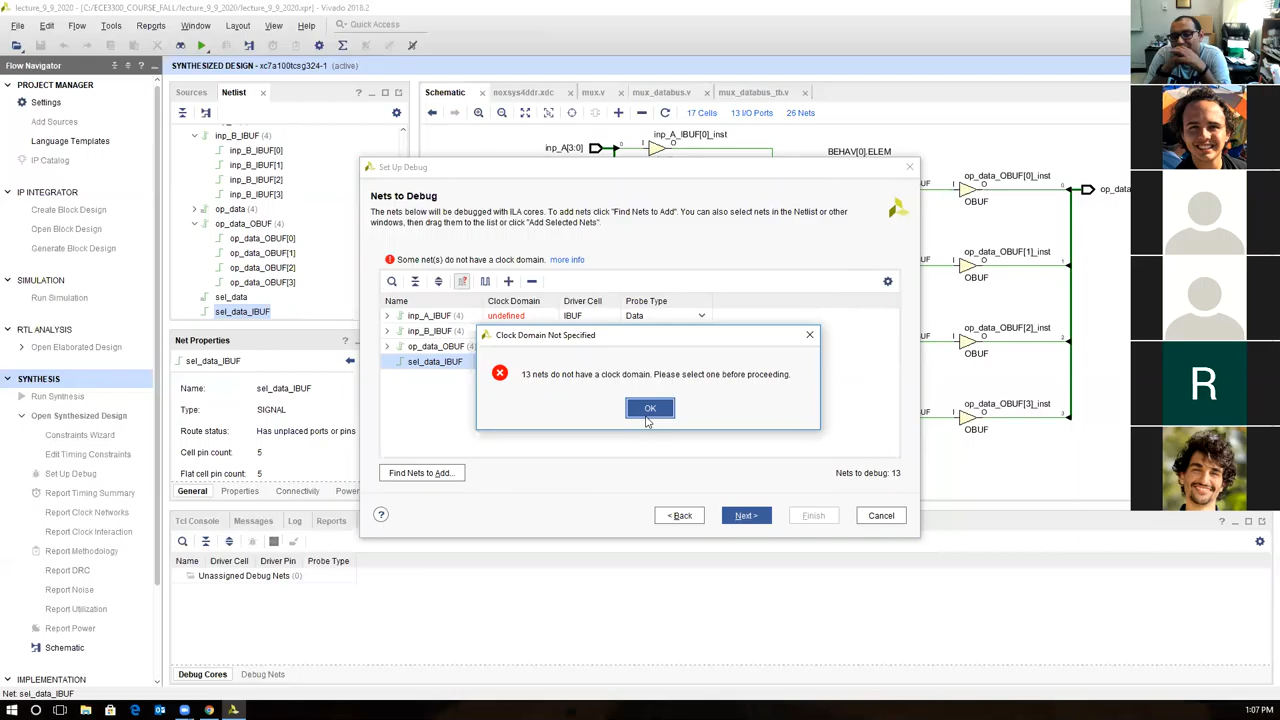 lecture_9_9_2020 - [C:/ECE3300_COURSE_FALL/lecture_9_9_2020/lecture_9_9_2020.xpr] - Vivado 2018.2
File Edit Flow Tools Reports Window Layout View Help Quick Access
Flow Navigator
SYNTHESIZED DESIGN - xc7a100tcsg324-1 (active)
PROJECT MANAGER
Settings
Add Sources
Language Templates
IP Catalog
IP INTEGRATOR
Create Block Design
Open Block Design
Generate Block Design
SIMULATION
Run Simulation
RTL ANALYSIS
Open Elaborated Design
SYNTHESIS
Run Synthesis
Open Synthesized Design
Constraints Wizard
Edit Timing Constraints
Set Up Debug
Report Timing Summary
Report Clock Networks
Report Clock Interaction
Report Methodology
Report DRC
Report Noise
Report Utilization
Report Power
Schematic
IMPLEMENTATION
Net: sel_data_IBUF
Sources Netlist
inp_B_IBUF (4)
inp_B_IBUF[0]
inp_B_IBUF[1]
inp_B_IBUF[2]
inp_B_IBUF[3]
op_data (4)
op_data_OBUF (4)
op_data_OBUF[0]
op_data_OBUF[1]
op_data_OBUF[2]
op_data_OBUF[3]
sel_data
sel_data_IBUF
Net Properties
sel_data_IBUF
Name: sel_data_IBUF
Type: SIGNAL
Route status: Has unplaced ports or pins
Cell pin count: 5
Flat cell pin count: 5
General Properties Connectivity Power
Schematic noxsys4ddr.xdc mux.v mux_databus.v mux_databus_tb.v
17 Cells 13 I/O Ports 26 Nets
inp_A_IBUF[0]_inst
inp_A[3:0] 0 I O
BEHAV[0].ELEM
op_data_OBUF[0]_inst
UF I O 0 op_data
OBUF
op_data_OBUF[1]_inst
UF I O 1
OBUF
op_data_OBUF[2]_inst
UF I O 2
OBUF
op_data_OBUF[3]_inst
UF I O 3
OBUF
Set Up Debug
Nets to Debug
The nets below will be debugged with ILA cores. To add nets click "Find Nets to Add". You can also select nets in the Netlist or other
windows, then drag them to the list or click "Add Selected Nets".
Some net(s) do not have a clock domain. more info
Name Clock Domain Driver Cell Probe Type
inp_A_IBUF (4) undefined IBUF Data
inp_B_IBUF (4)
op_data_OBUF (4
sel_data_IBUF
Clock Domain Not Specified
13 nets do not have a clock domain. Please select one before proceeding.
OK
Find Nets to Add... Nets to debug: 13
? < Back Next > Finish Cancel
Tcl Console Messages Log Reports
Name Driver Cell Driver Pin Probe Type
Unassigned Debug Nets (0)
Debug Cores Debug Nets
R
1:07 PM